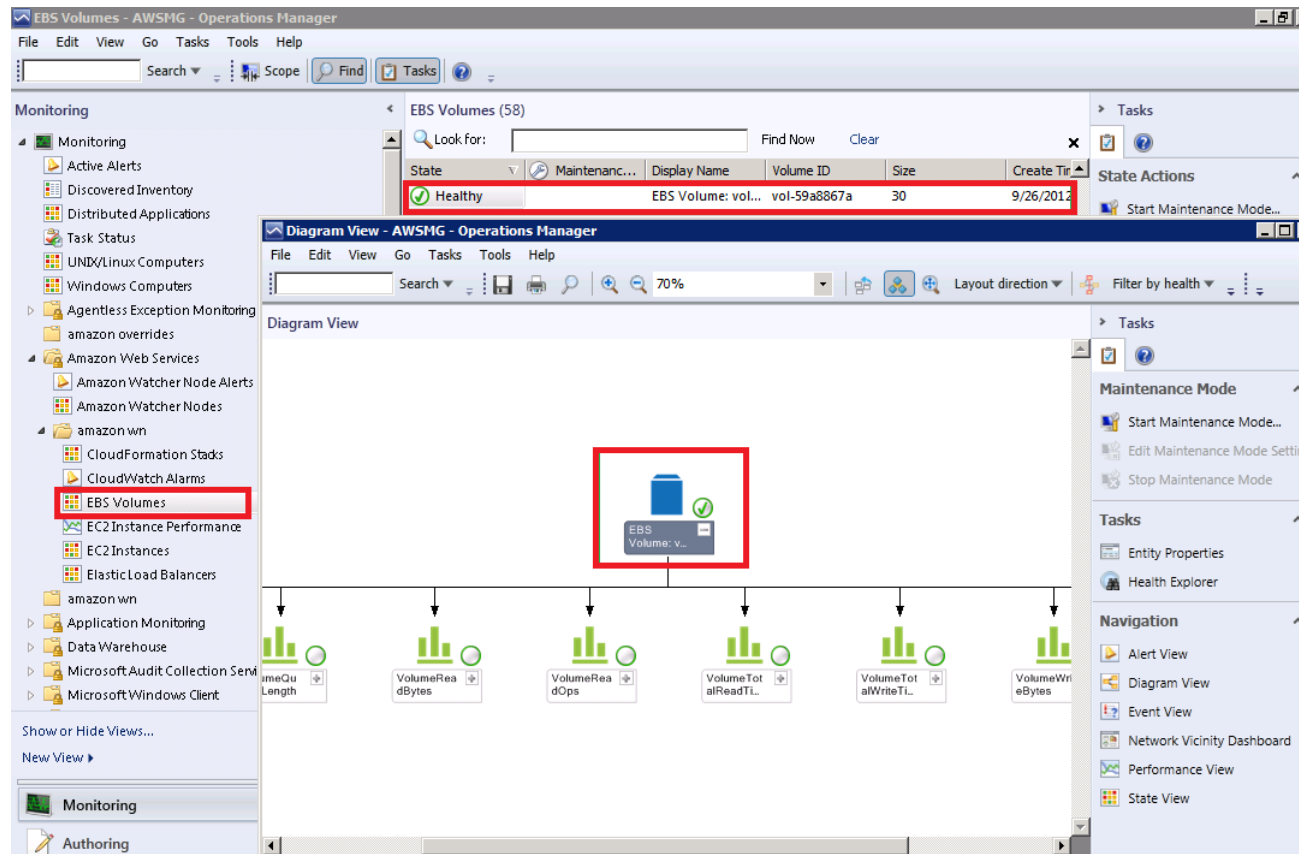 EBS Volumes - AWSMG - Operations Manager
File Edit View Go Tasks Tools Help
Search Scope Find Tasks
Monitoring
Monitoring
Active Alerts
Discovered Inventory
Distributed Applications
Task Status
UNIX/Linux Computers
Windows Computers
Agentless Exception Monitoring
amazon overrides
Amazon Web Services
Amazon Watcher Node Alerts
Amazon Watcher Nodes
amazon wn
CloudFormation Stacks
CloudWatch Alarms
EBS Volumes
EC2 Instance Performance
EC2 Instances
Elastic Load Balancers
amazon wn
Application Monitoring
Data Warehouse
Microsoft Audit Collection Servi
Microsoft Windows Client
Show or Hide Views...
New View
Monitoring
Authoring
EBS Volumes (58)
Look for: Find Now Clear
State Maintenanc... Display Name Volume ID Size Create Tir
Healthy EBS Volume: vol... vol-59a8867a 30 9/26/2012
Tasks
State Actions
Start Maintenance Mode...
Diagram View - AWSMG - Operations Manager
File Edit View Go Tasks Tools Help
Search 70% Layout direction Filter by health
Diagram View
EBS
Volume: v...
umeQu
Length
VolumeRea
dBytes
VolumeRea
dOps
VolumeTot
alReadTi...
VolumeTot
alWriteTi...
VolumeWri
eBytes
Tasks
Maintenance Mode
Start Maintenance Mode...
Edit Maintenance Mode Setti
Stop Maintenance Mode
Tasks
Entity Properties
Health Explorer
Navigation
Alert View
Diagram View
Event View
Network Vicinity Dashboard
Performance View
State View